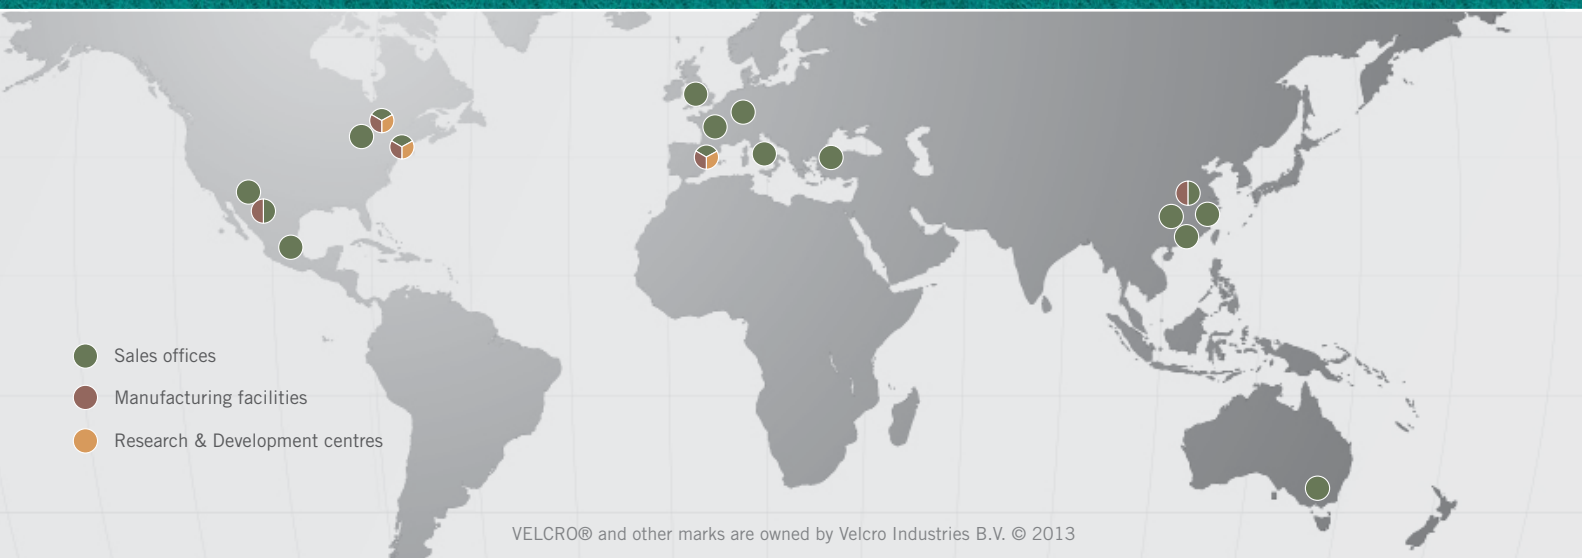 Sales offices
Manufacturing facilities
Research & Development centres
VELCRO® and other marks are owned by Velcro Industries B.V. © 2013